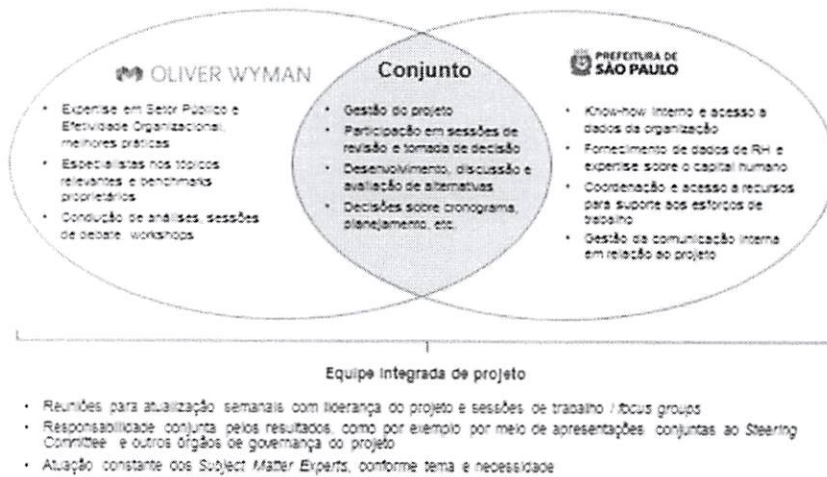 OLIVER WYMAN
• Expertise em Setor Público e
Efetividade Organizacional,
melhores práticas
• Especialistas nos tópicos
relevantes e benchmarks
proprietários
• Condução de análises, sessões
de debate, workshops
Conjunto
• Gestão do projeto
• Participação em sessões de
revisão e tomada de decisão
• Desenvolvimento, discussão e
avaliação de alternativas
• Decisões sobre cronograma,
planejamento, etc.
PREFEITURA DE
SÃO PAULO
• Know-how interno e acesso a
dados da organização
• Fornecimento de dados de RH e
expertise sobre o capital humano
• Coordenação e acesso a recursos
para suporte aos esforços de
trabalho
• Gestão da comunicação interna
em relação ao projeto
Equipe integrada de projeto
• Reuniões para atualização semanais com liderança do projeto e sessões de trabalho / focus groups
• Responsabilidade conjunta pelos resultados, como por exemplo por meio de apresentações conjuntas ao Steering
Committee e outros órgãos de governança do projeto
• Atuação constante dos Subject Matter Experts, conforme tema e necessidade